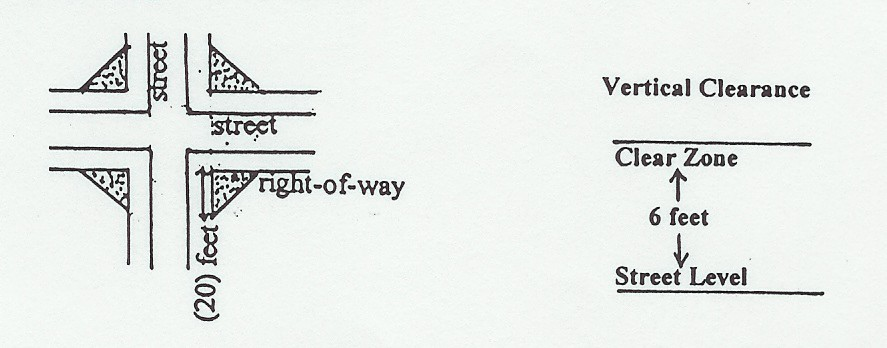 street
street
right-of-way
(20) feet
Vertical Clearance
Clear Zone
6 feet
Street Level